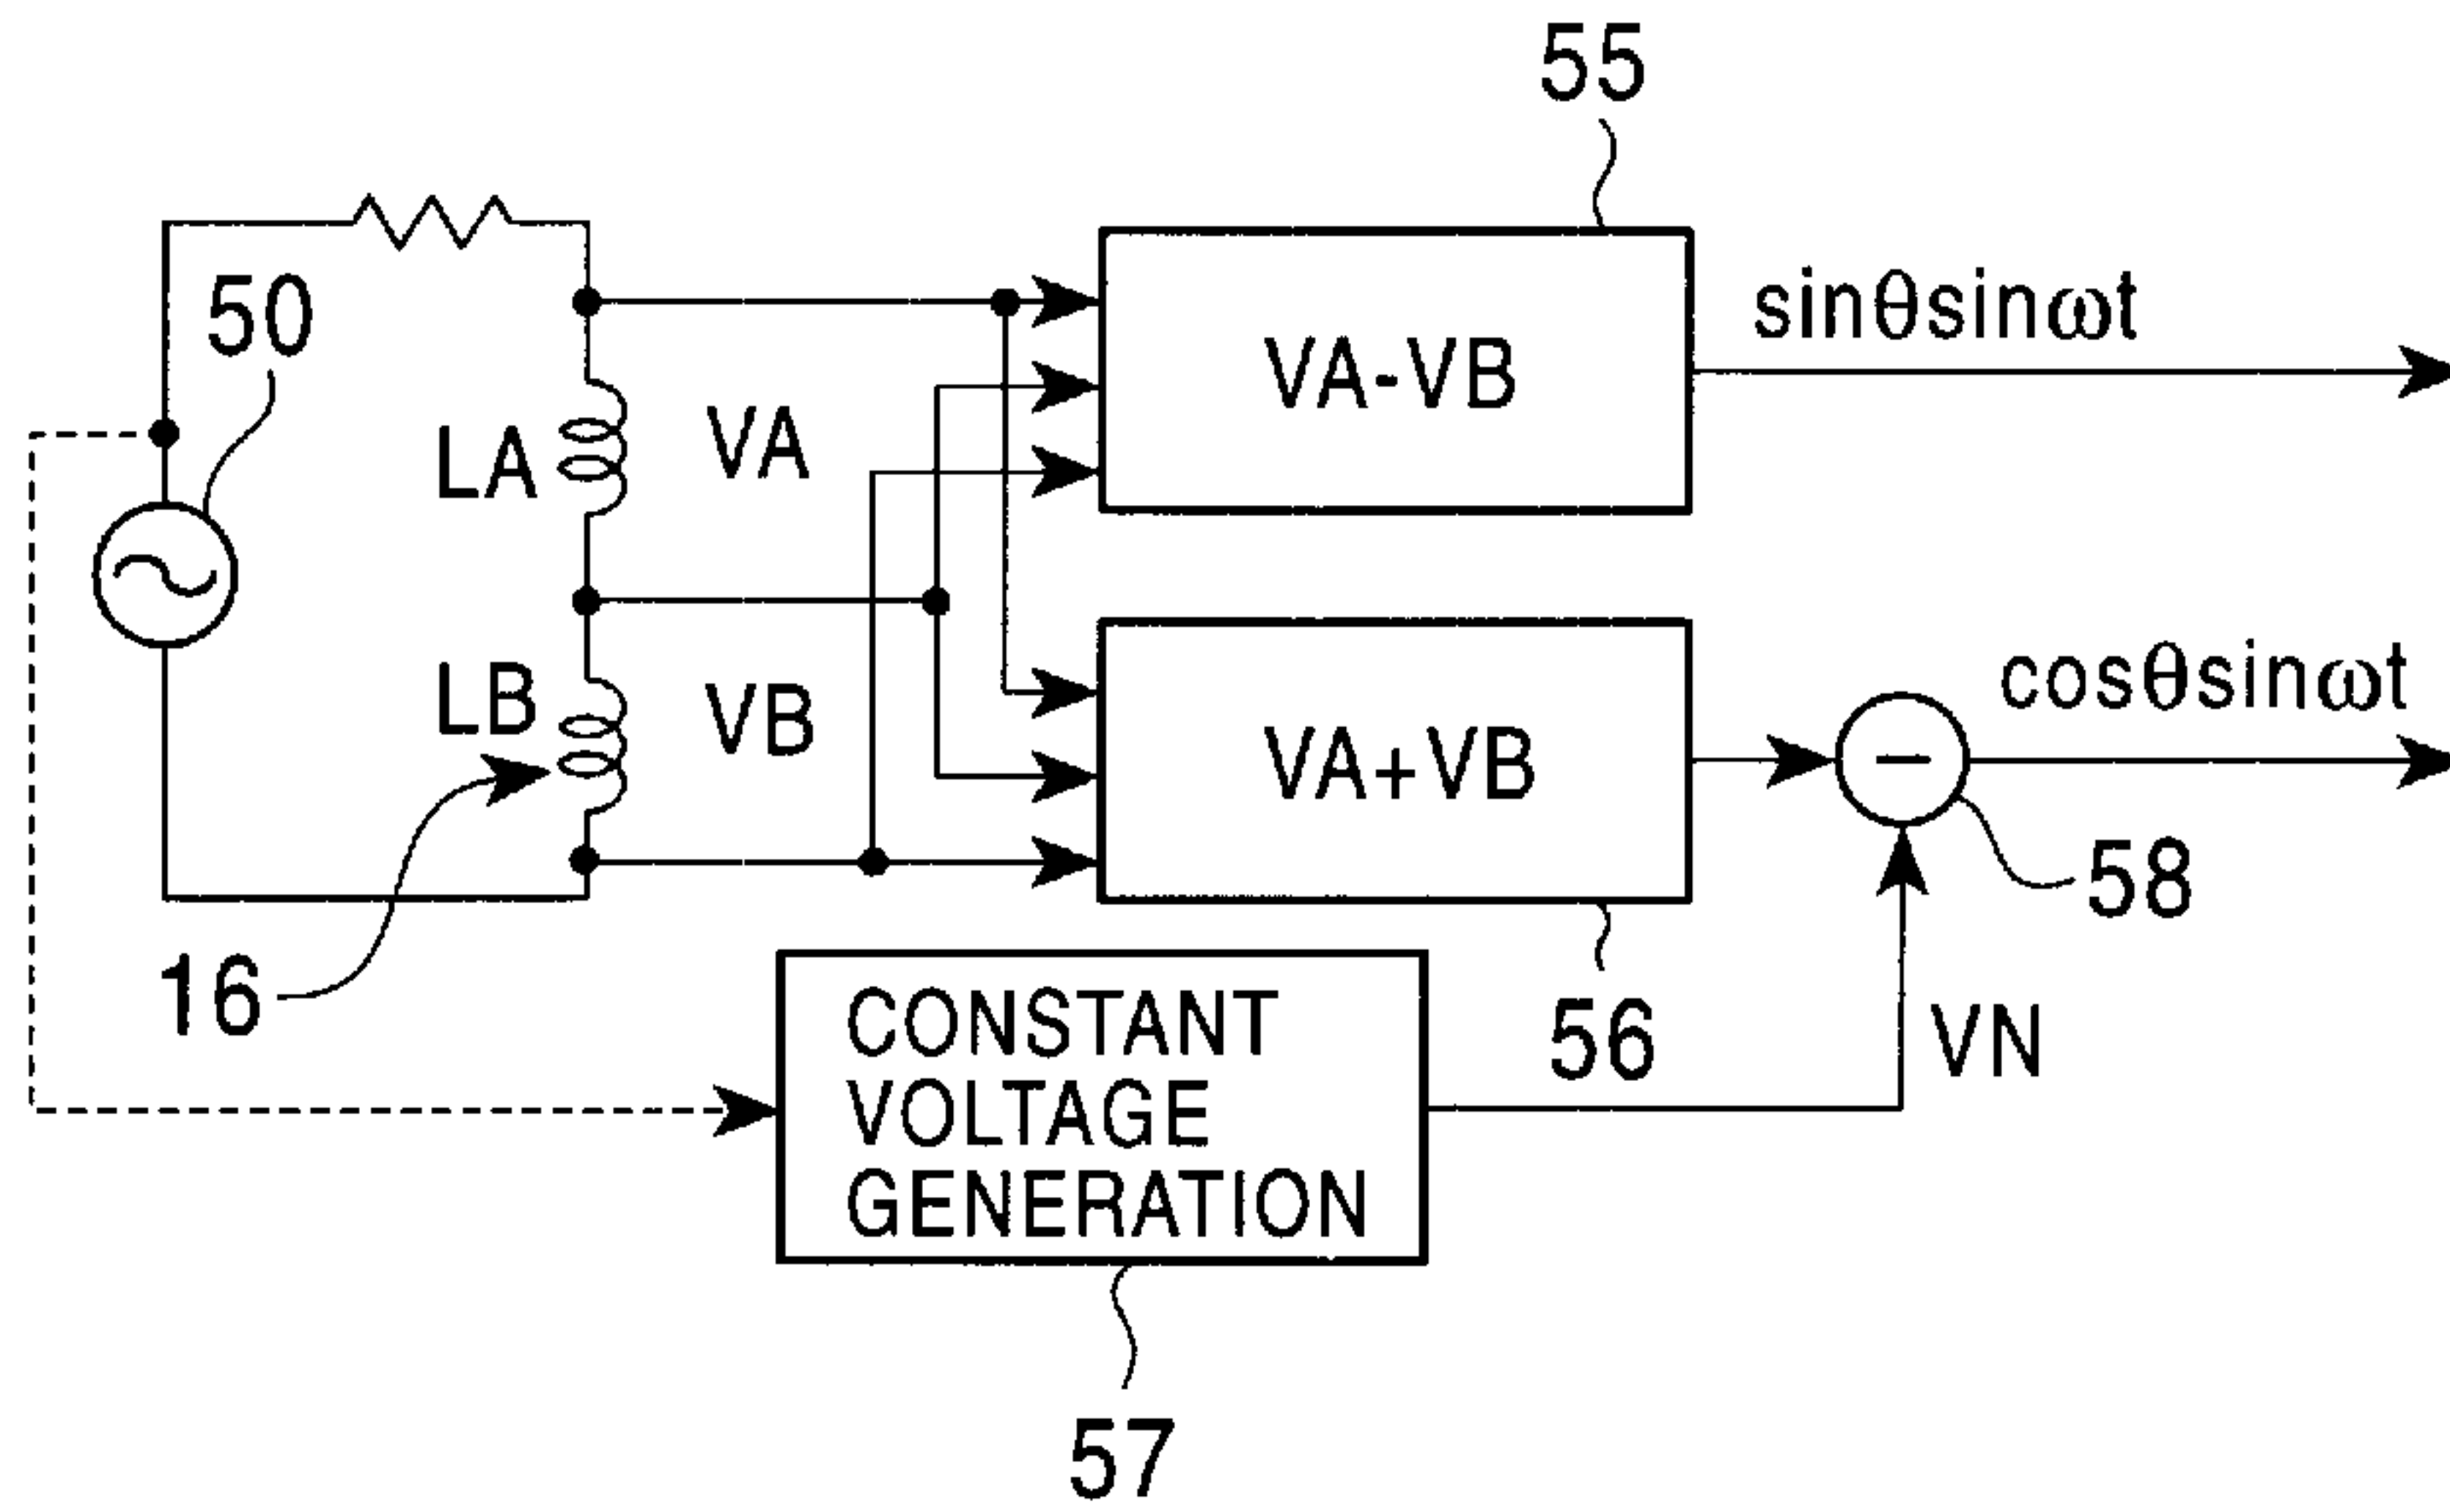 55
50
sinθsinωt
VA-VB
LA
VA
LB
VB
cosθsinωt
VA+VB
58
16
56
VN
CONSTANT
VOLTAGE
GENERATION
57